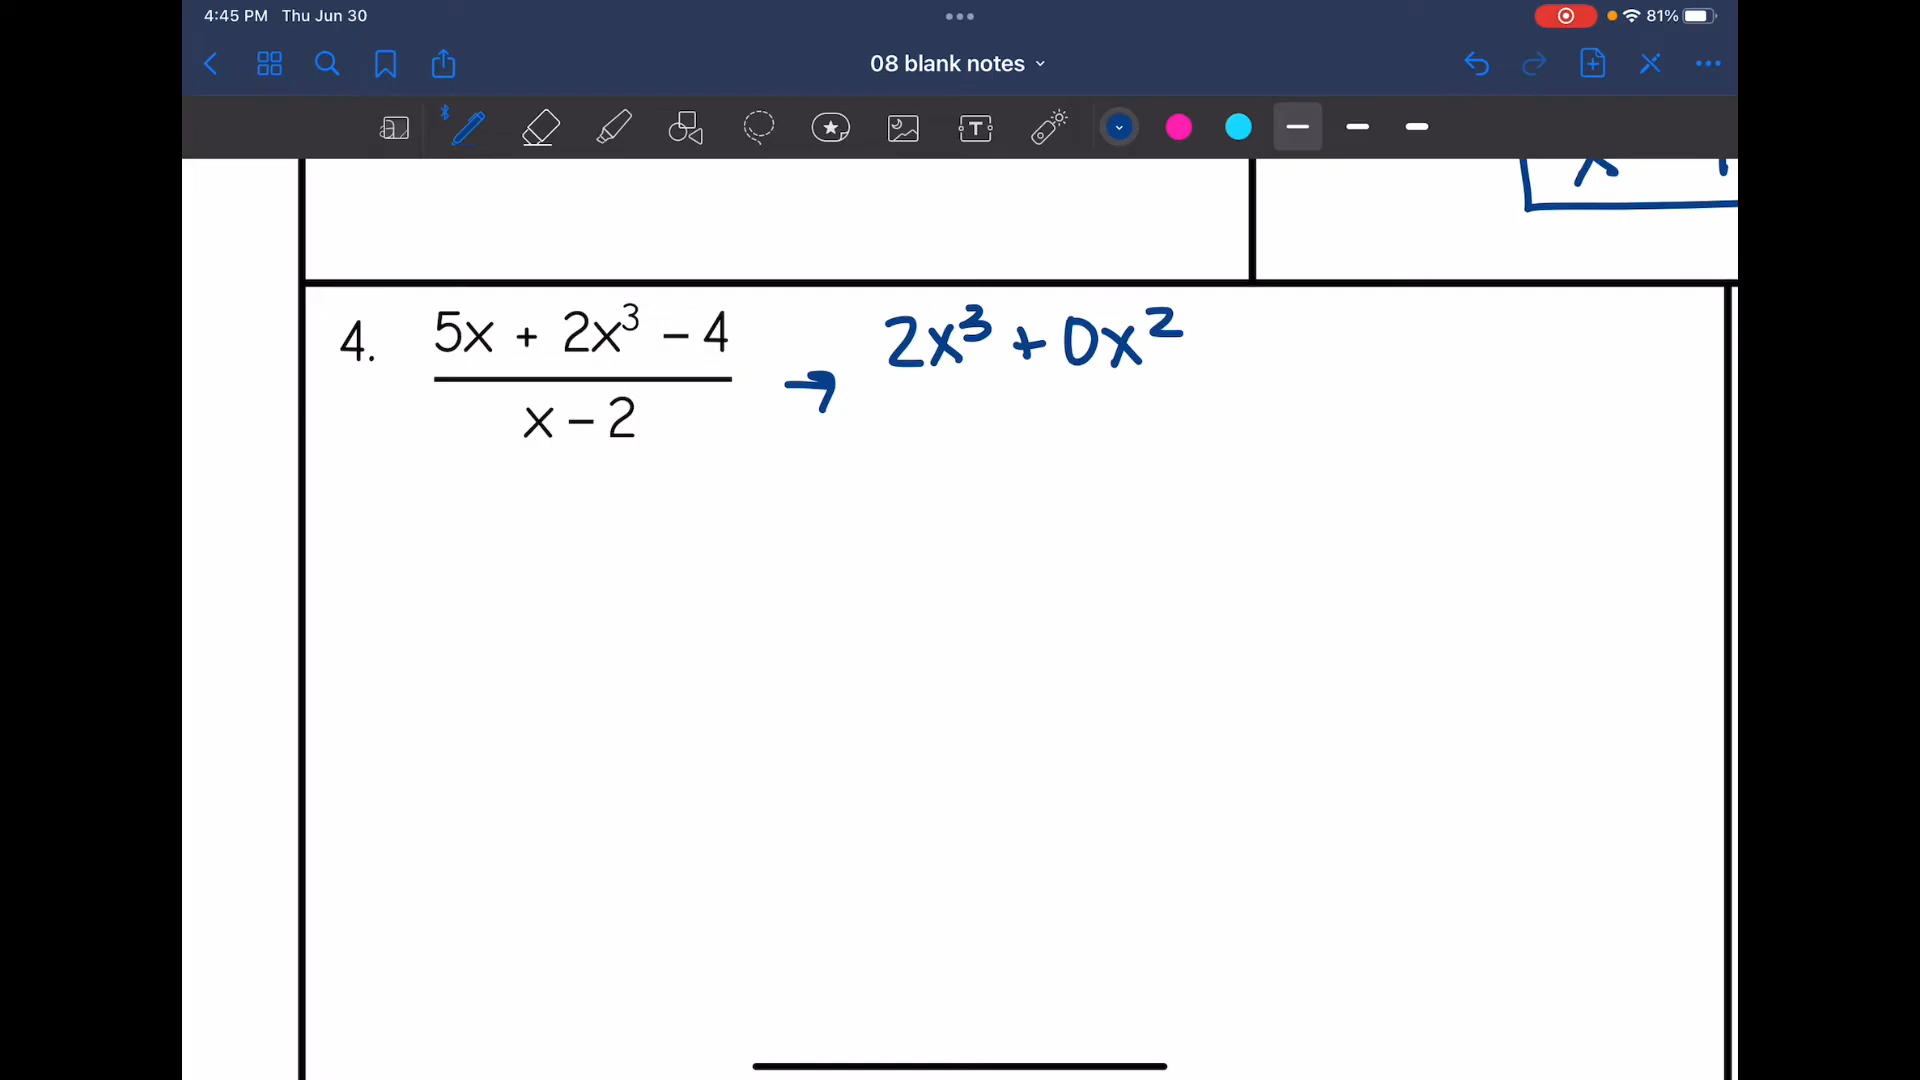 4:45 PM Thu Jun 30
81%
08 blank notes
T
x
4. 5x + 2x³ – 4
x – 2
→ 2x³ + 0x²